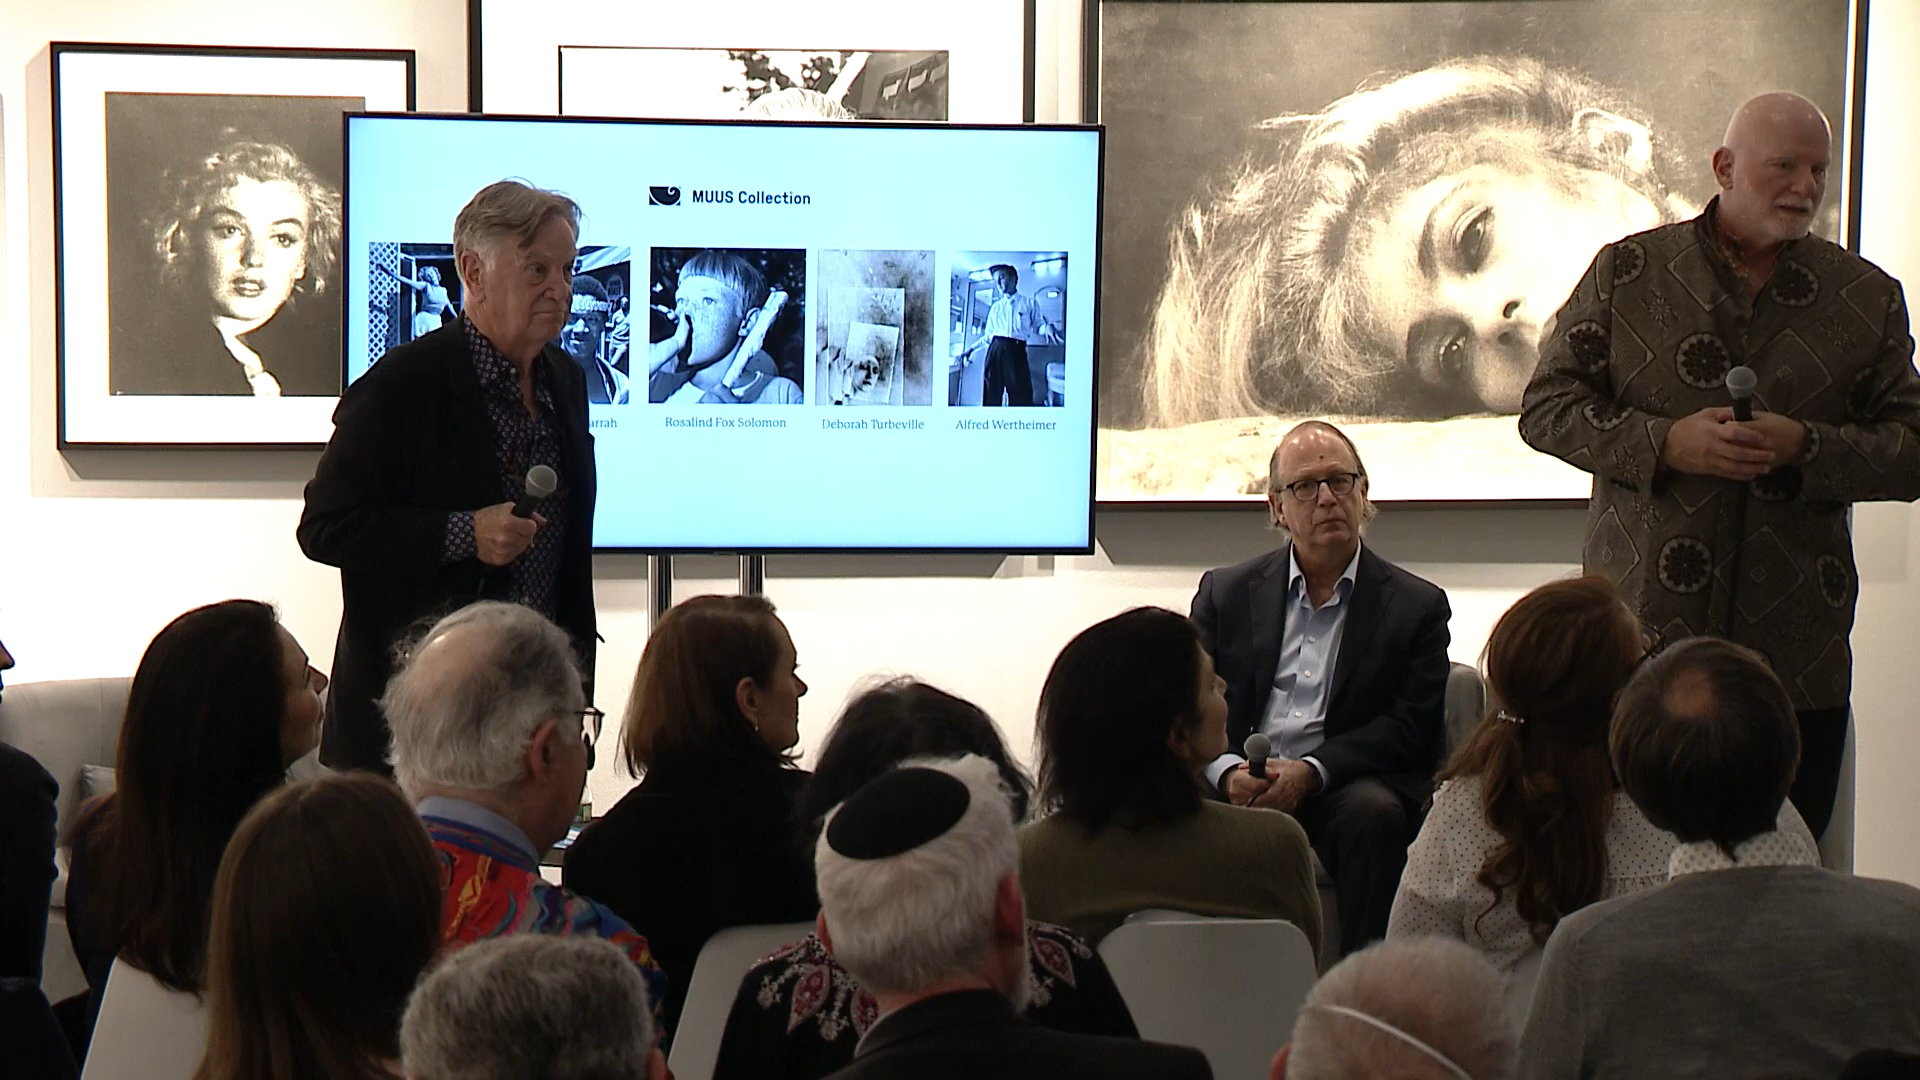 MUUS Collection
arrah
Rosalind Fox Solomon
Deborah Turbeville
Alfred Wertheimer